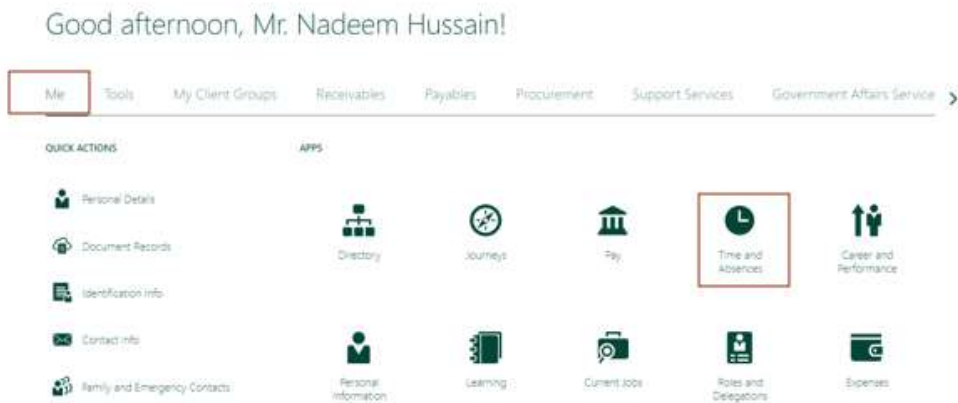 Good afternoon, Mr. Nadeem Hussain!
Me Tools My Client Groups Receivables Payables Procurement Support Services Government Affairs Service
QUICK ACTIONS
APPS
Personal Details
Document Records
Identification Info
Contact Info
Family and Emergency Contacts
Directory
Journeys
Pay
Time and
Absences
Career and
Performance
Personal
Information
Learning
Current Jobs
Roles and
Delegations
Expenses